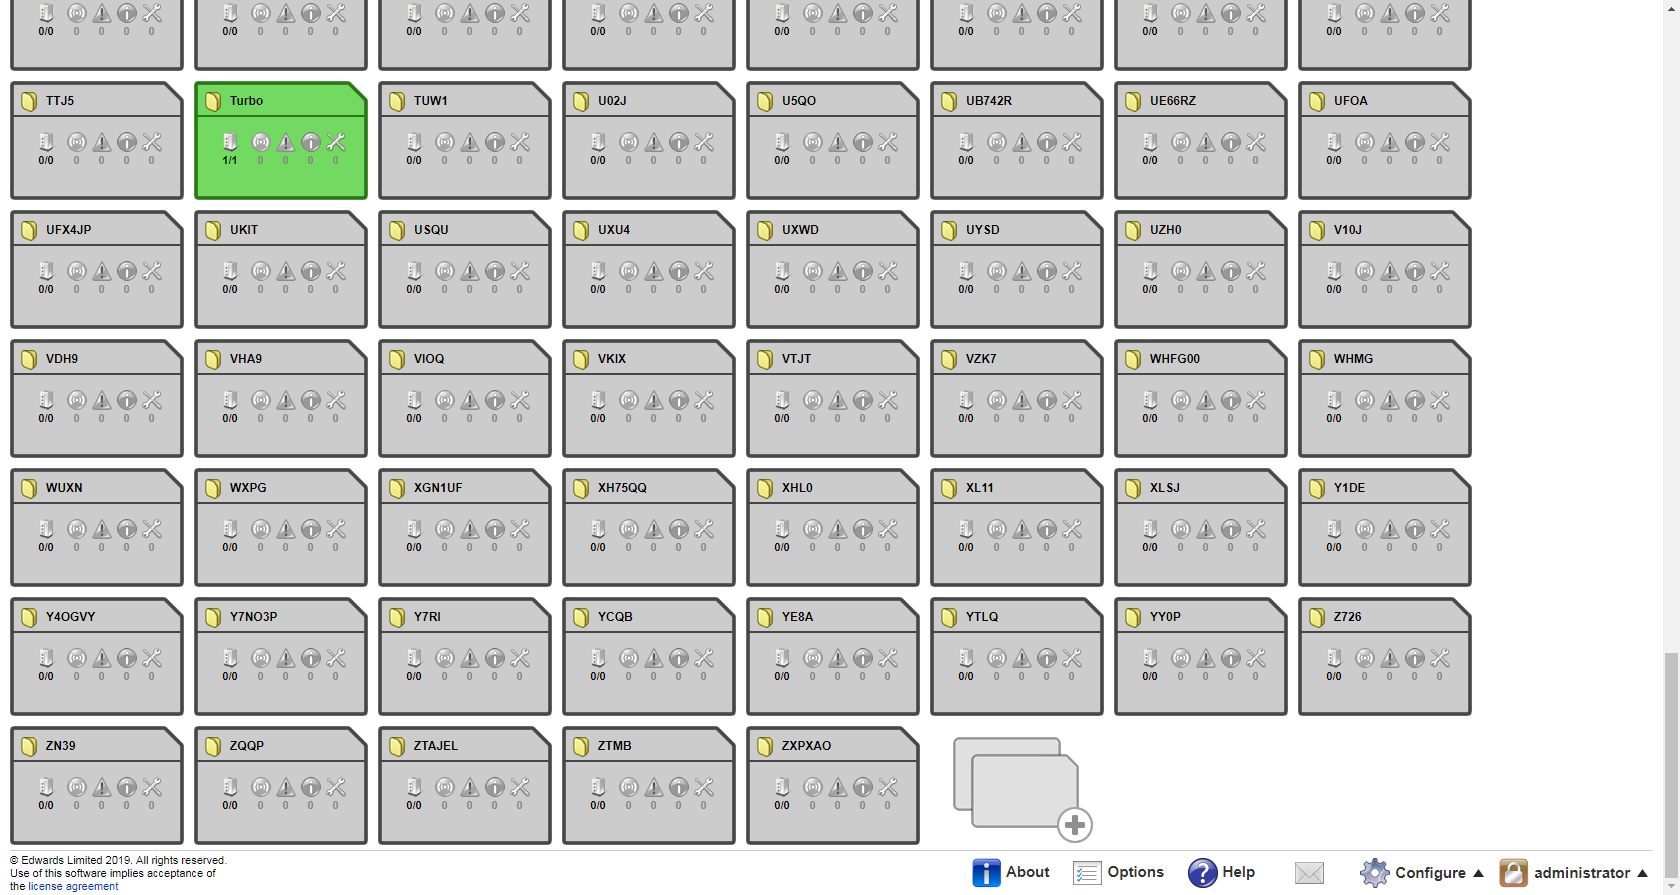 0/0 0 0 0 0 0/0 0 0 0 0 0/0 0 0 0 0 0/0 0 0 0 0 0/0 0 0 0 0 0/0 0 0 0 0 0/0 0 0 0 0 0/0 0 0 0 0
TTJ5 Turbo TUW1 U02J U5QO UB742R UE66RZ UFOA
0/0 0 0 0 0 1/1 0 0 0 0 0/0 0 0 0 0 0/0 0 0 0 0 0/0 0 0 0 0 0/0 0 0 0 0 0/0 0 0 0 0 0/0 0 0 0 0
UFX4JP UKIT USQU UXU4 UXWD UYSD UZH0 V10J
0/0 0 0 0 0 0/0 0 0 0 0 0/0 0 0 0 0 0/0 0 0 0 0 0/0 0 0 0 0 0/0 0 0 0 0 0/0 0 0 0 0 0/0 0 0 0 0
VDH9 VHA9 VIOQ VKIX VTJT VZK7 WHFG00 WHMG
0/0 0 0 0 0 0/0 0 0 0 0 0/0 0 0 0 0 0/0 0 0 0 0 0/0 0 0 0 0 0/0 0 0 0 0 0/0 0 0 0 0 0/0 0 0 0 0
WUXN WXPG XGN1UF XH75QQ XHL0 XL11 XLSJ Y1DE
0/0 0 0 0 0 0/0 0 0 0 0 0/0 0 0 0 0 0/0 0 0 0 0 0/0 0 0 0 0 0/0 0 0 0 0 0/0 0 0 0 0 0/0 0 0 0 0
Y4OGVY Y7NO3P Y7RI YCQB YE8A YTLQ YY0P Z726
0/0 0 0 0 0 0/0 0 0 0 0 0/0 0 0 0 0 0/0 0 0 0 0 0/0 0 0 0 0 0/0 0 0 0 0 0/0 0 0 0 0 0/0 0 0 0 0
ZN39 ZQQP ZTAJEL ZTMB ZXPXAO
0/0 0 0 0 0 0/0 0 0 0 0 0/0 0 0 0 0 0/0 0 0 0 0 0/0 0 0 0 0
© Edwards Limited 2019. All rights reserved.
Use of this software implies acceptance of
the license agreement
About Options Help Configure administrator